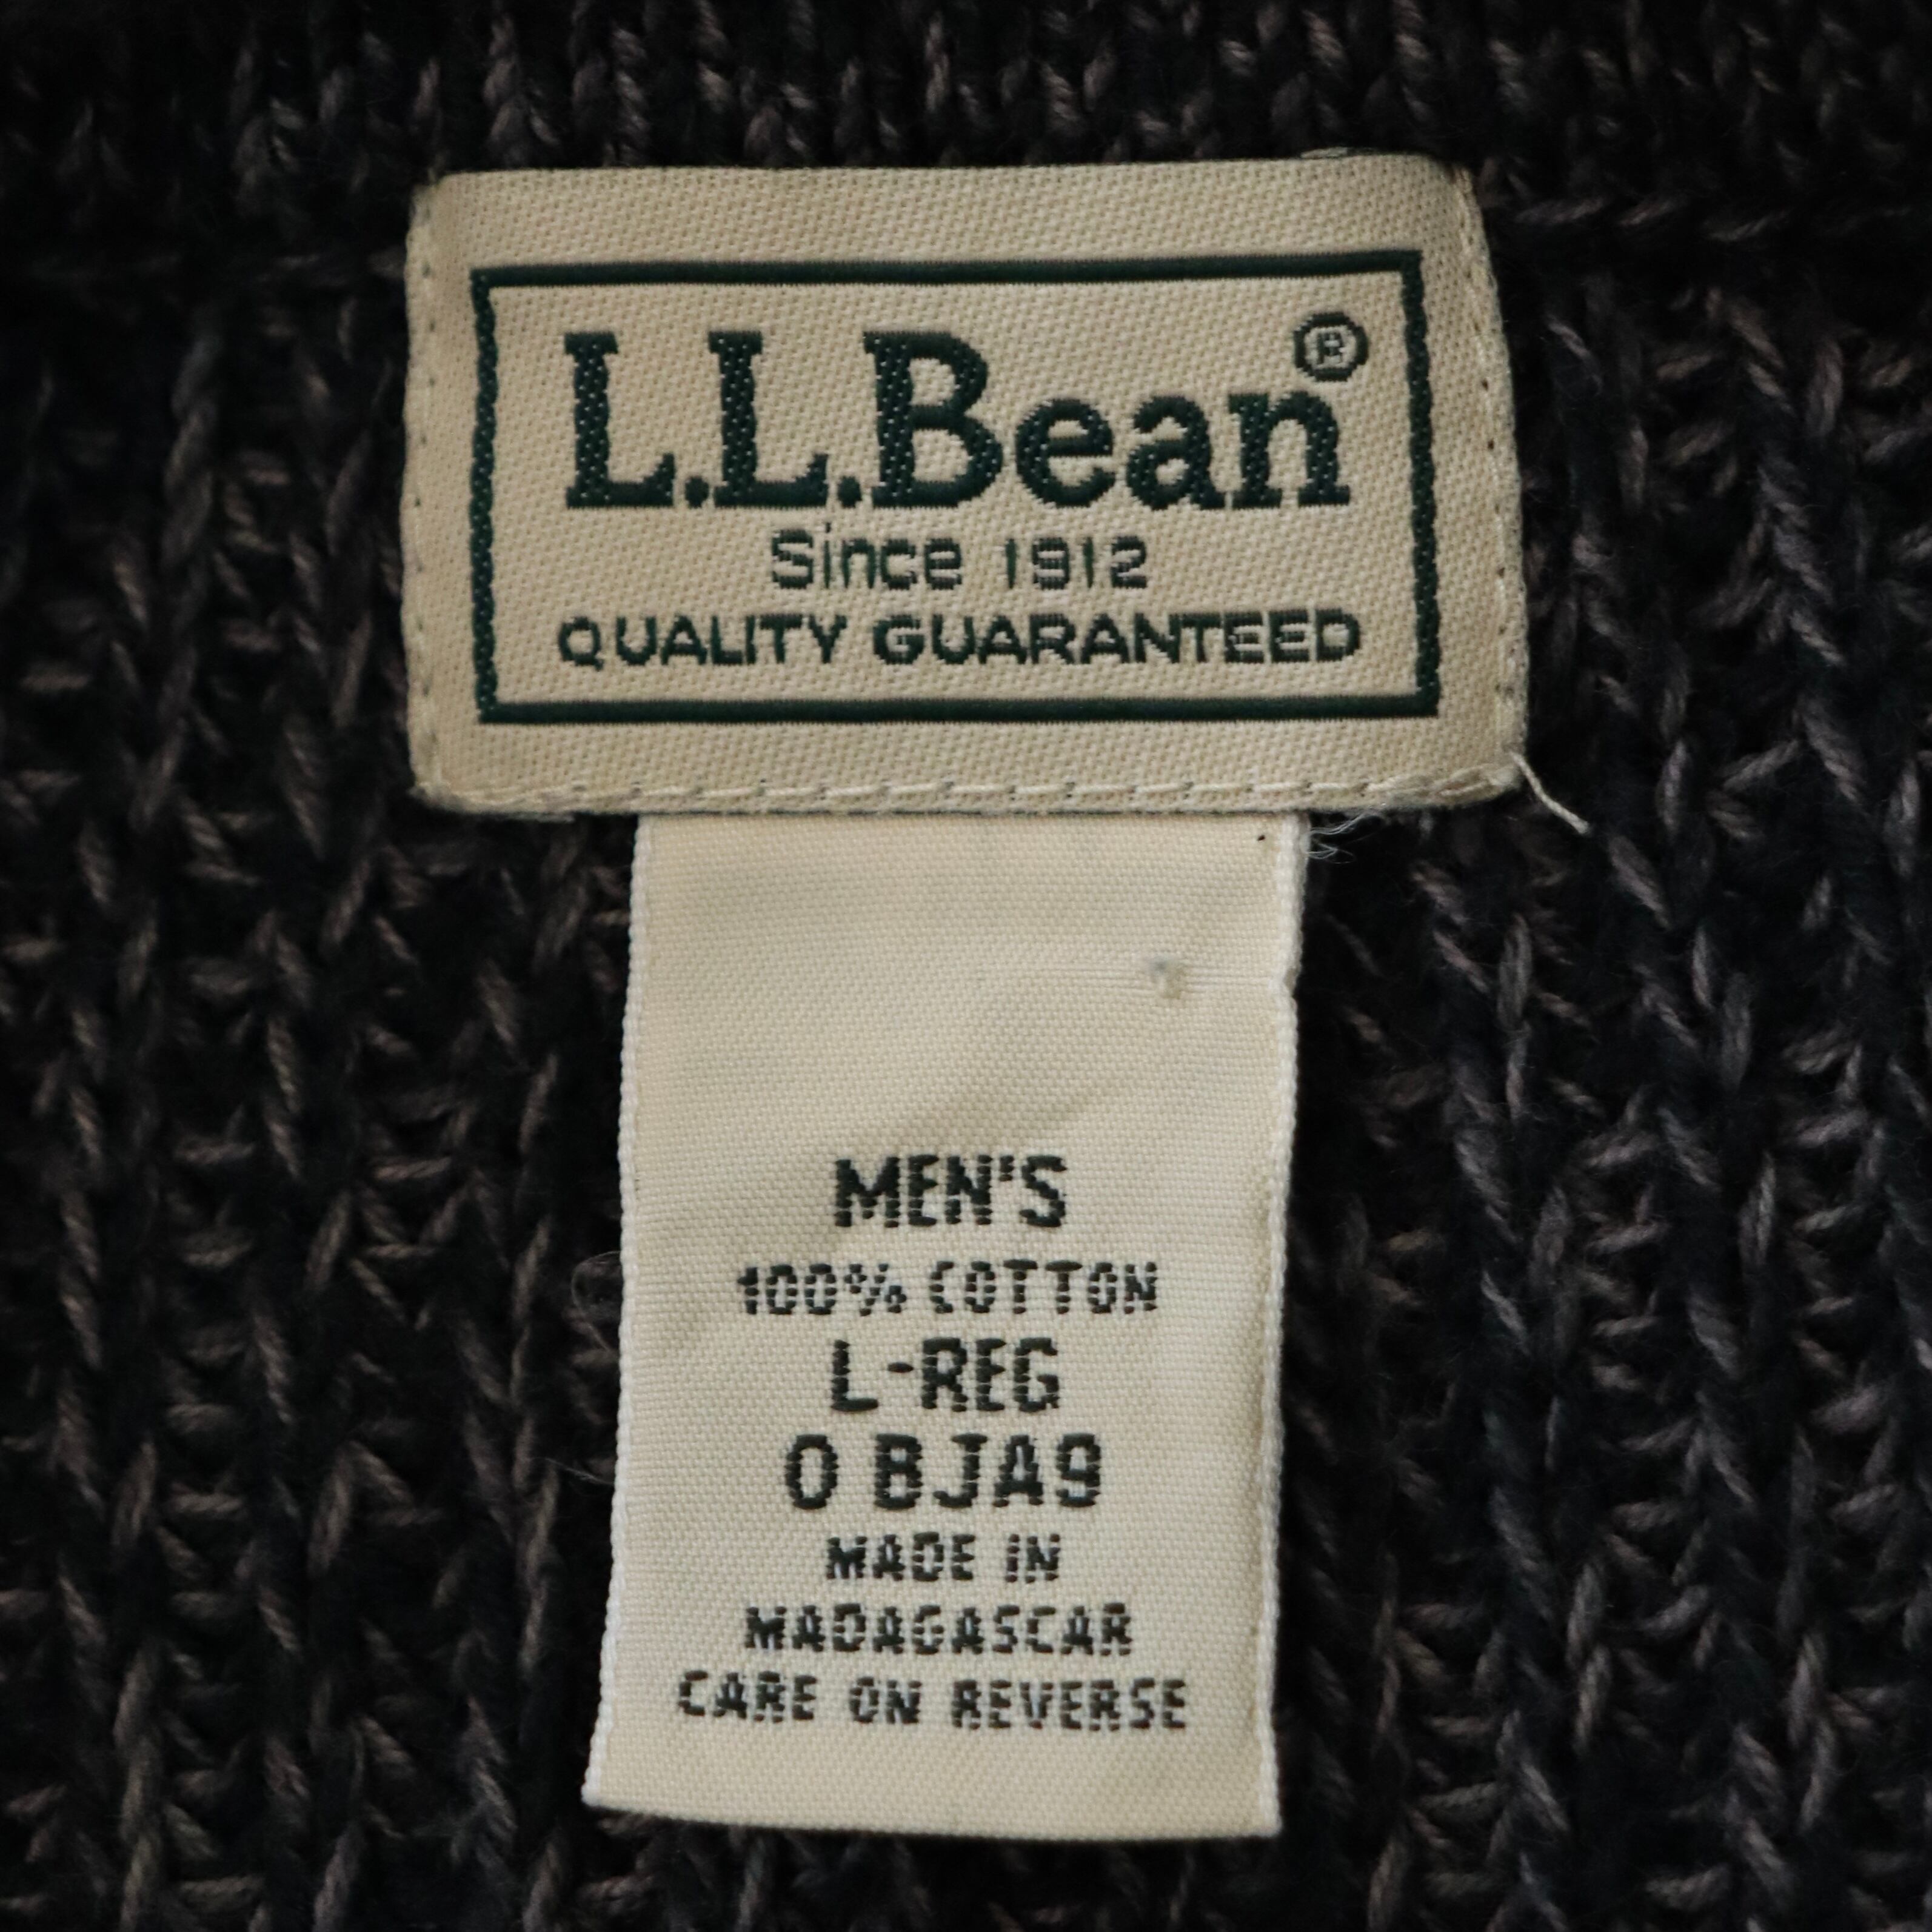 L.L.Bean®
Since 1912
QUALITY GUARANTEED
MEN'S
100% COTTON
L-REG
0 BJA9
MADE IN
MADAGASCAR
CARE ON REVERSE